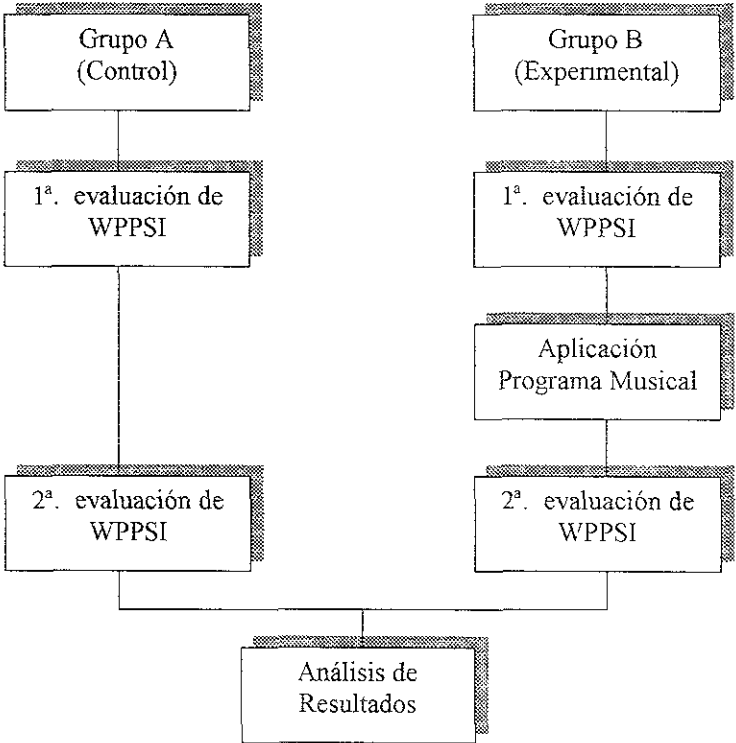 Grupo A
(Control)
Grupo B
(Experimental)
1ª. evaluación de
WPPSI
1ª. evaluación de
WPPSI
Aplicación
Programa Musical
2ª. evaluación de
WPPSI
2ª. evaluación de
WPPSI
Análisis de
Resultados